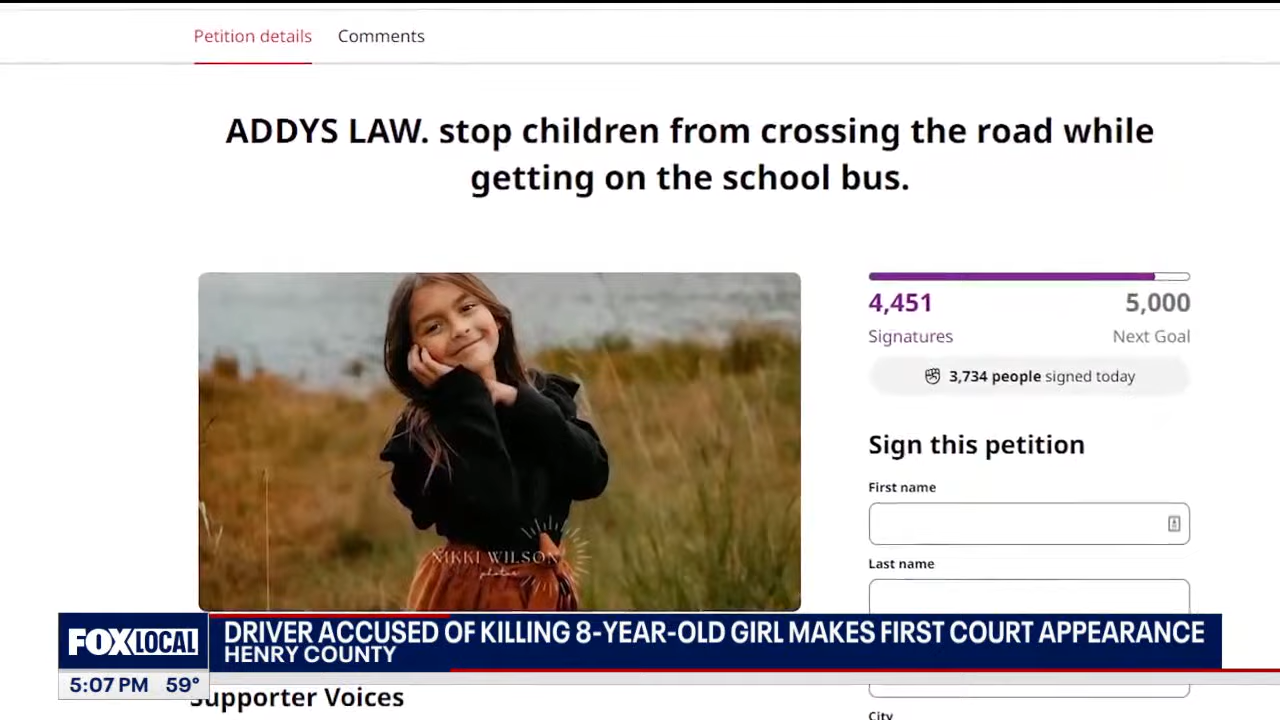 Petition details
Comments
ADDYS LAW. stop children from crossing the road while
getting on the school bus.
4,451
5,000
Signatures
Next Goal
3,734 people signed today
Sign this petition
First name
Last name
NIKKI WILSON
photos
FOX LOCAL
DRIVER ACCUSED OF KILLING 8-YEAR-OLD GIRL MAKES FIRST COURT APPEARANCE
HENRY COUNTY
5:07 PM 59°
Supporter Voices
City